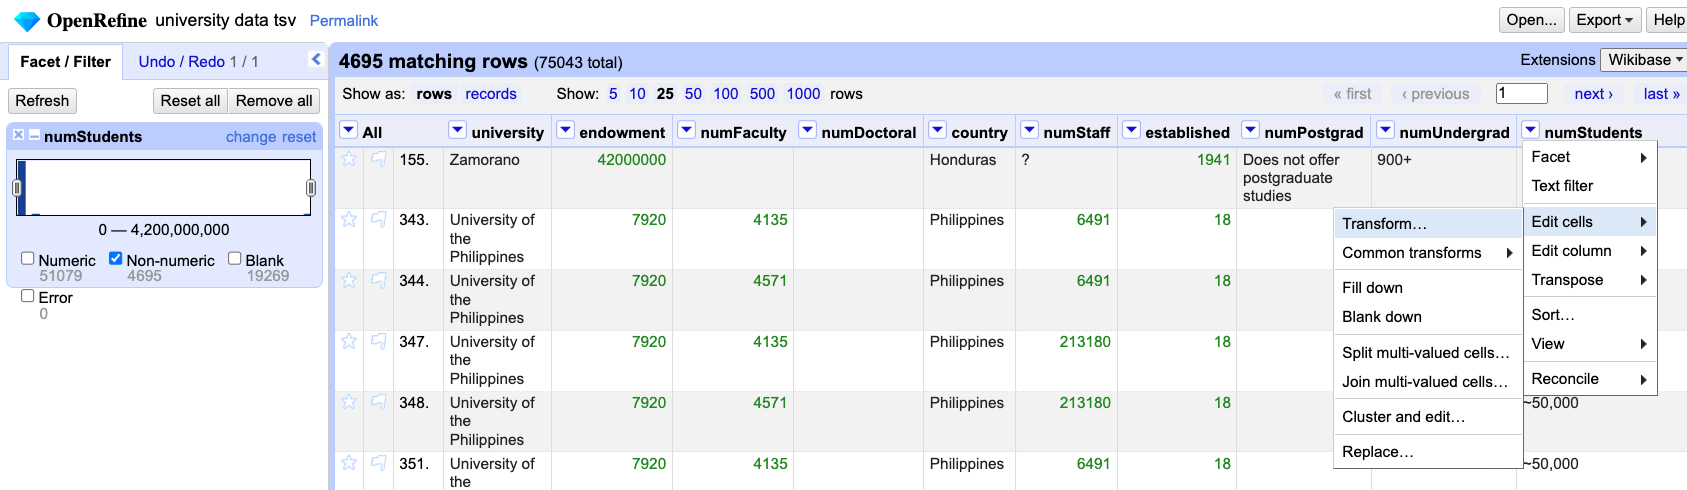 OpenRefine university data tsv Permalink Open... Export Help
Facet / Filter Undo / Redo 1 / 1 4695 matching rows (75043 total) Extensions Wikibase
Refresh Reset all Remove all Show as: rows records Show: 5 10 25 50 100 500 1000 rows « first ‹ previous 1 next › last »
numStudents change reset
0 — 4,200,000,000
Numeric Non-numeric Blank
51079 4695 19269
Error
0
All university endowment numFaculty numDoctoral country numStaff established numPostgrad numUndergrad numStudents
155. Zamorano 42000000 Honduras ? 1941 Does not offer 900+
postgraduate
studies
343. University of 7920 4135 Philippines 6491 18
the
Philippines
344. University of 7920 4571 Philippines 6491 18
the
Philippines
347. University of 7920 4135 Philippines 213180 18
the
Philippines
348. University of 7920 4571 Philippines 213180 18 ~50,000
the
Philippines
351. University of 7920 4135 Philippines 6491 18 ~50,000
the
Facet
Text filter
Edit cells
Edit column
Transpose
Sort…
View
Reconcile
Transform…
Common transforms
Fill down
Blank down
Split multi-valued cells…
Join multi-valued cells…
Cluster and edit…
Replace…